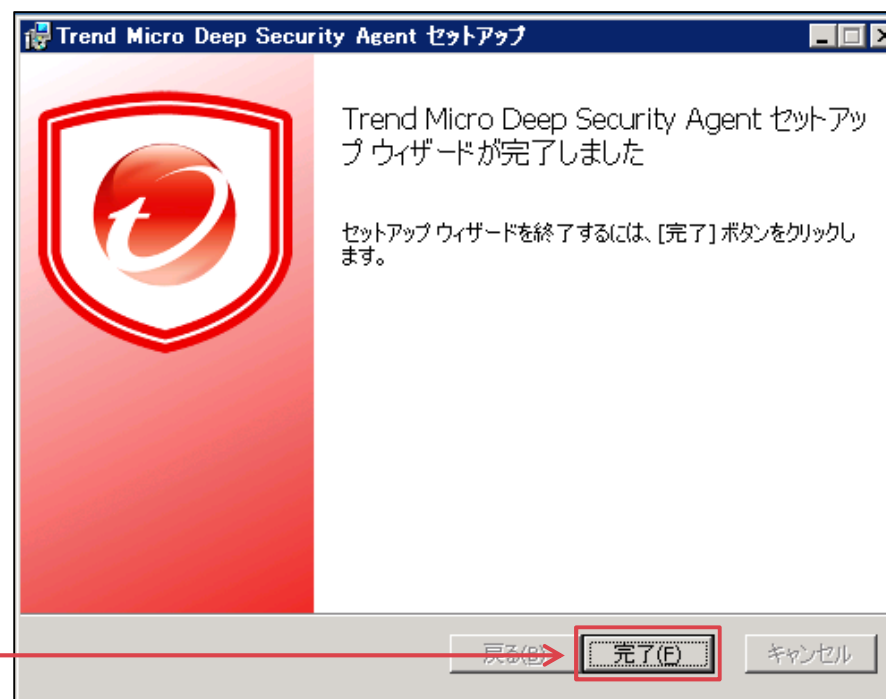 Trend Micro Deep Security Agent セットアップ
Trend Micro Deep Security Agent セットアッ
プ ウィザードが完了しました
セットアップ ウィザードを終了するには、[完了] ボタンをクリックし
ます。
戻る(B) 完了(F) キャンセル